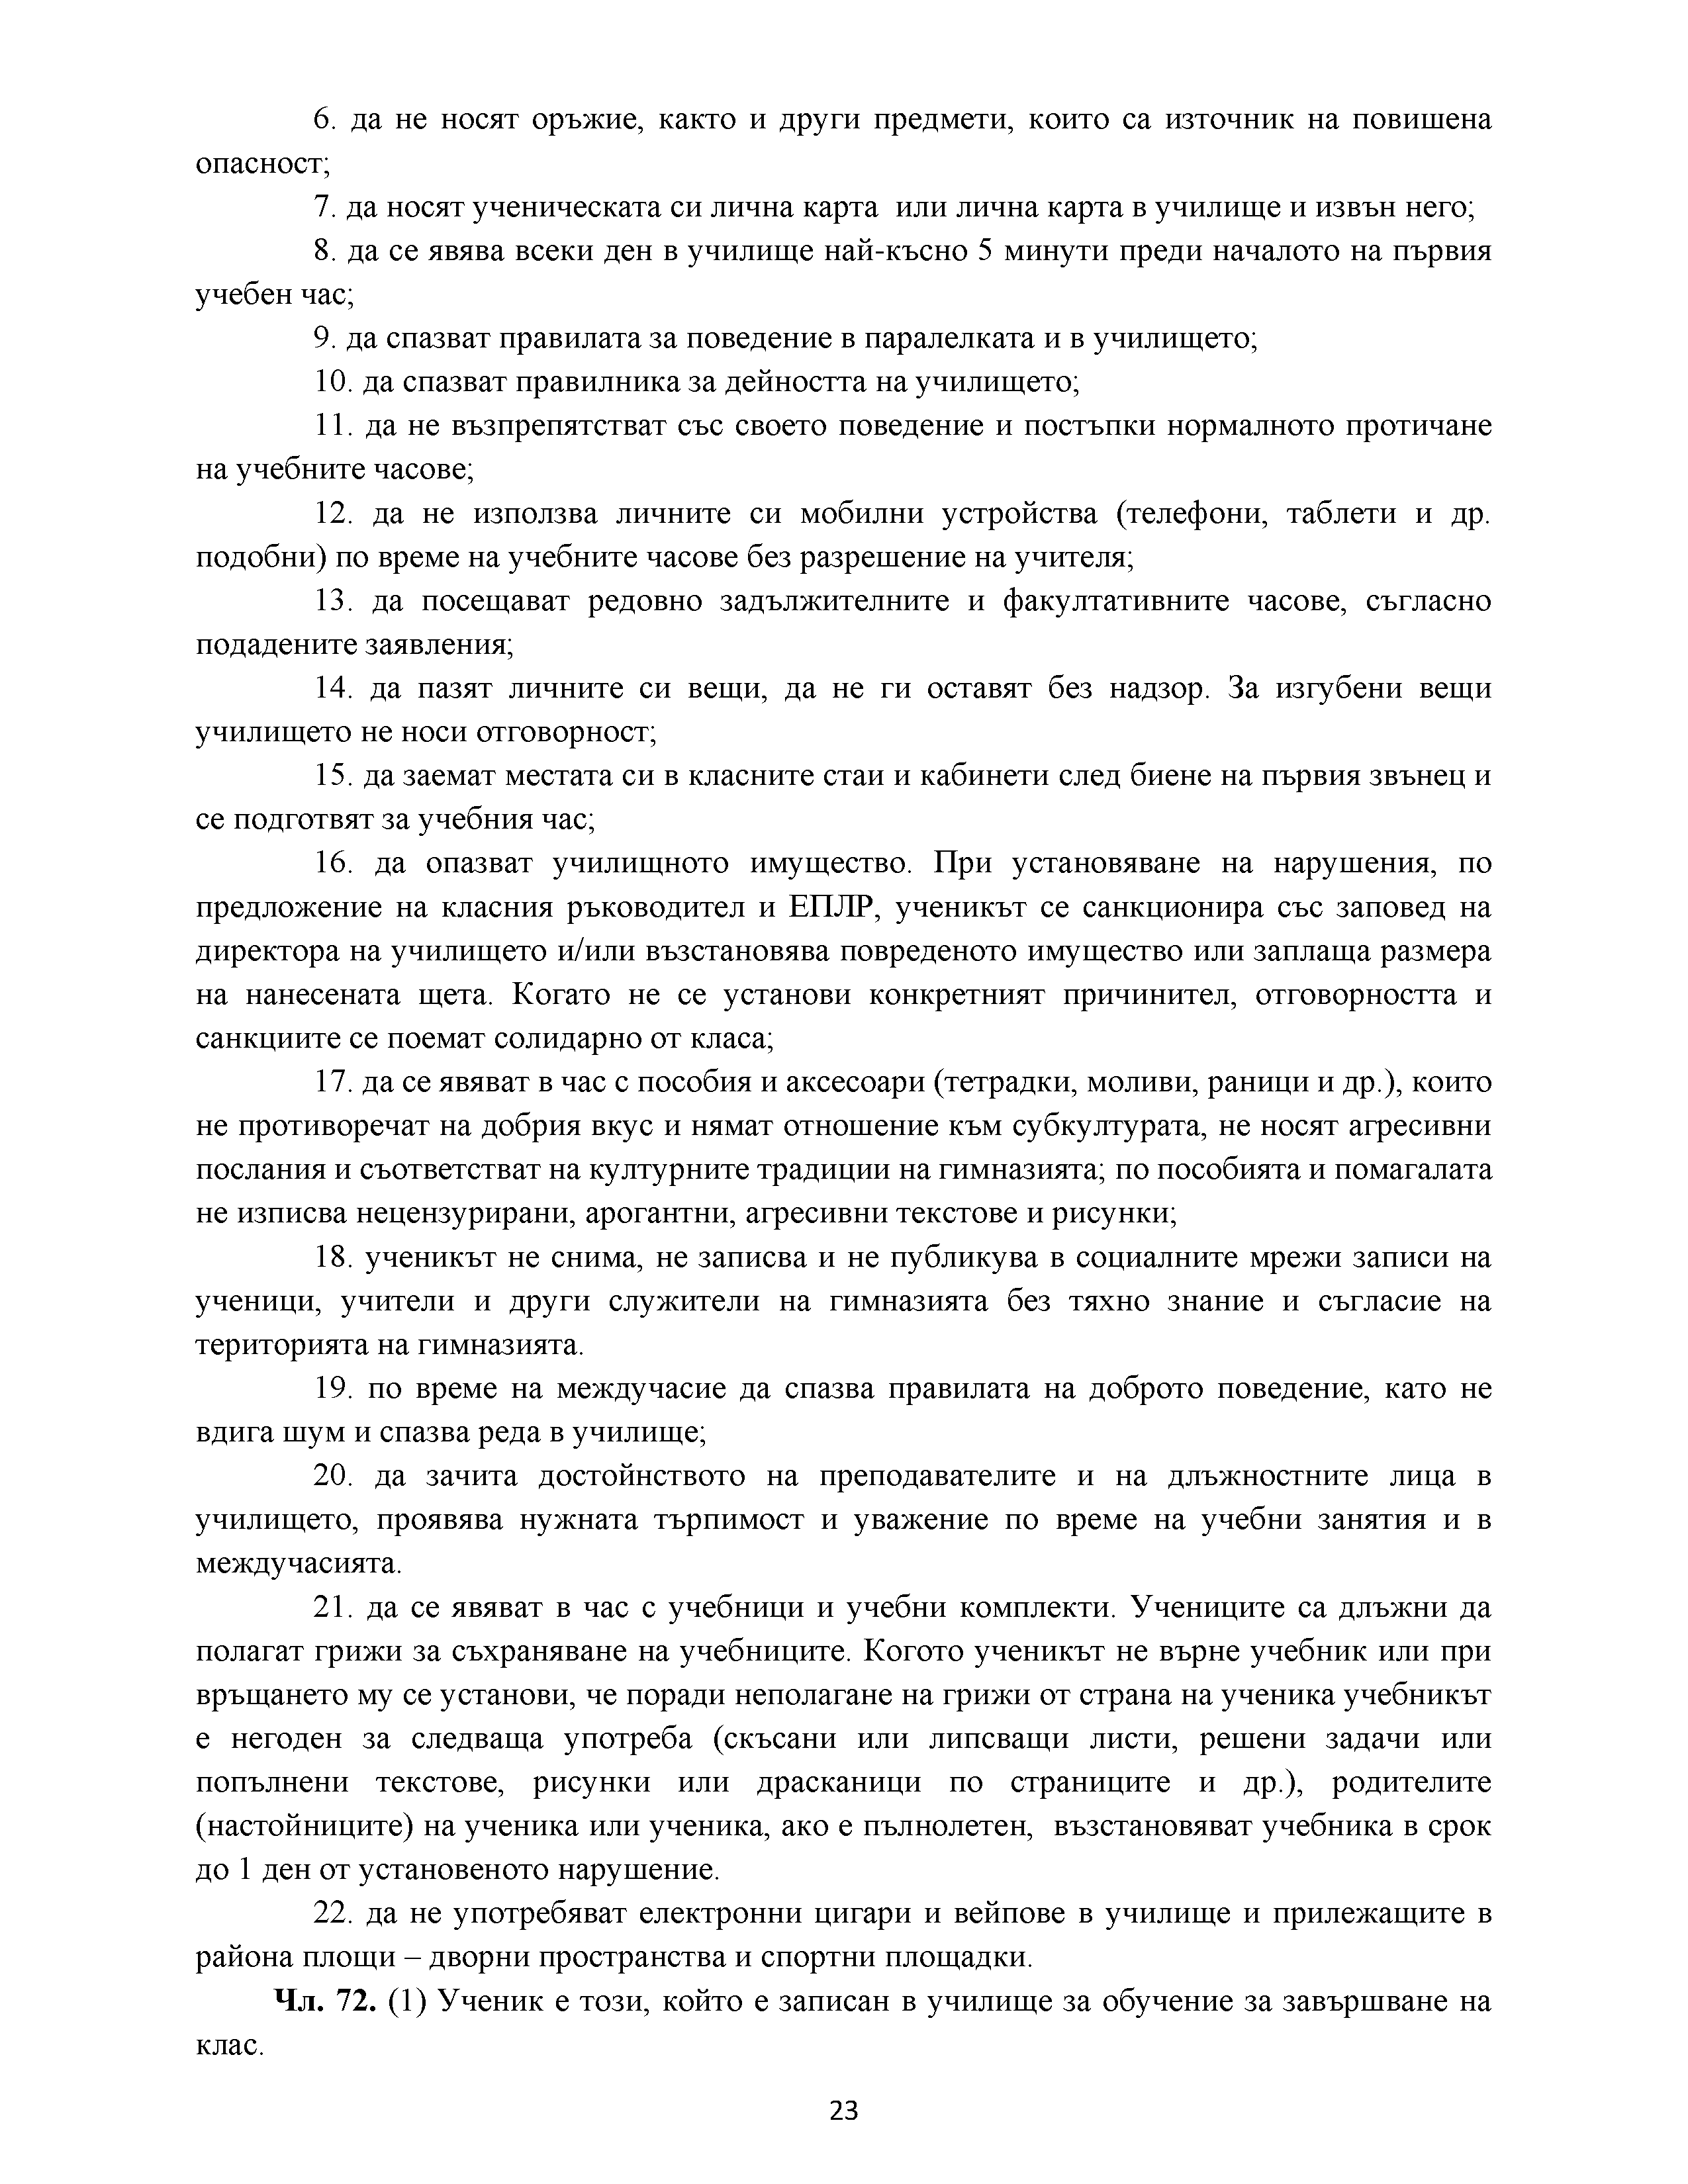 6. да не носят оръжие, както и други предмети, които са източник на повишена
опасност;
7. да носят ученическата си лична карта  или лична карта в училище и извън него;
8. да се явява всеки ден в училище най-късно 5 минути преди началото на първия
учебен час;
9. да спазват правилата за поведение в паралелката и в училището;
10. да спазват правилника за дейността на училището;
11. да не възпрепятстват със своето поведение и постъпки нормалното протичане
на учебните часове;
12. да не използва личните си мобилни устройства (телефони, таблети и др.
подобни) по време на учебните часове без разрешение на учителя;
13. да посещават редовно задължителните и факултативните часове, съгласно
подадените заявления;
14. да пазят личните си вещи, да не ги оставят без надзор. За изгубени вещи
училището не носи отговорност;
15. да заемат местата си в класните стаи и кабинети след биене на първия звънец и
се подготвят за учебния час;
16. да опазват училищното имущество. При установяване на нарушения, по
предложение на класния ръководител и ЕПЛР, ученикът се санкционира със заповед на
директора на училището и/или възстановява повреденото имущество или заплаща размера
на нанесената щета. Когато не се установи конкретният причинител, отговорността и
санкциите се поемат солидарно от класа;
17. да се явяват в час с пособия и аксесоари (тетрадки, моливи, раници и др.), които
не противоречат на добрия вкус и нямат отношение към субкултурата, не носят агресивни
послания и съответстват на културните традиции на гимназията; по пособията и помагалата
не изписва нецензурирани, арогантни, агресивни текстове и рисунки;
18. ученикът не снима, не записва и не публикува в социалните мрежи записи на
ученици, учители и други служители на гимназията без тяхно знание и съгласие на
територията на гимназията.
19. по време на междучасие да спазва правилата на доброто поведение, като не
вдига шум и спазва реда в училище;
20. да зачита достойнството на преподавателите и на длъжностните лица в
училището, проявява нужната търпимост и уважение по време на учебни занятия и в
междучасията.
21. да се явяват в час с учебници и учебни комплекти. Учениците са длъжни да
полагат грижи за съхраняване на учебниците. Когото ученикът не върне учебник или при
връщането му се установи, че поради неполагане на грижи от страна на ученика учебникът
е негоден за следваща употреба (скъсани или липсващи листи, решени задачи или
попълнени текстове, рисунки или драсканици по страниците и др.), родителите
(настойниците) на ученика или ученика, ако е пълнолетен,  възстановяват учебника в срок
до 1 ден от установеното нарушение.
22. да не употребяват електронни цигари и вейпове в училище и прилежащите в
района площи – дворни пространства и спортни площадки.
Чл. 72. (1) Ученик е този, който е записан в училище за обучение за завършване на
клас.
23